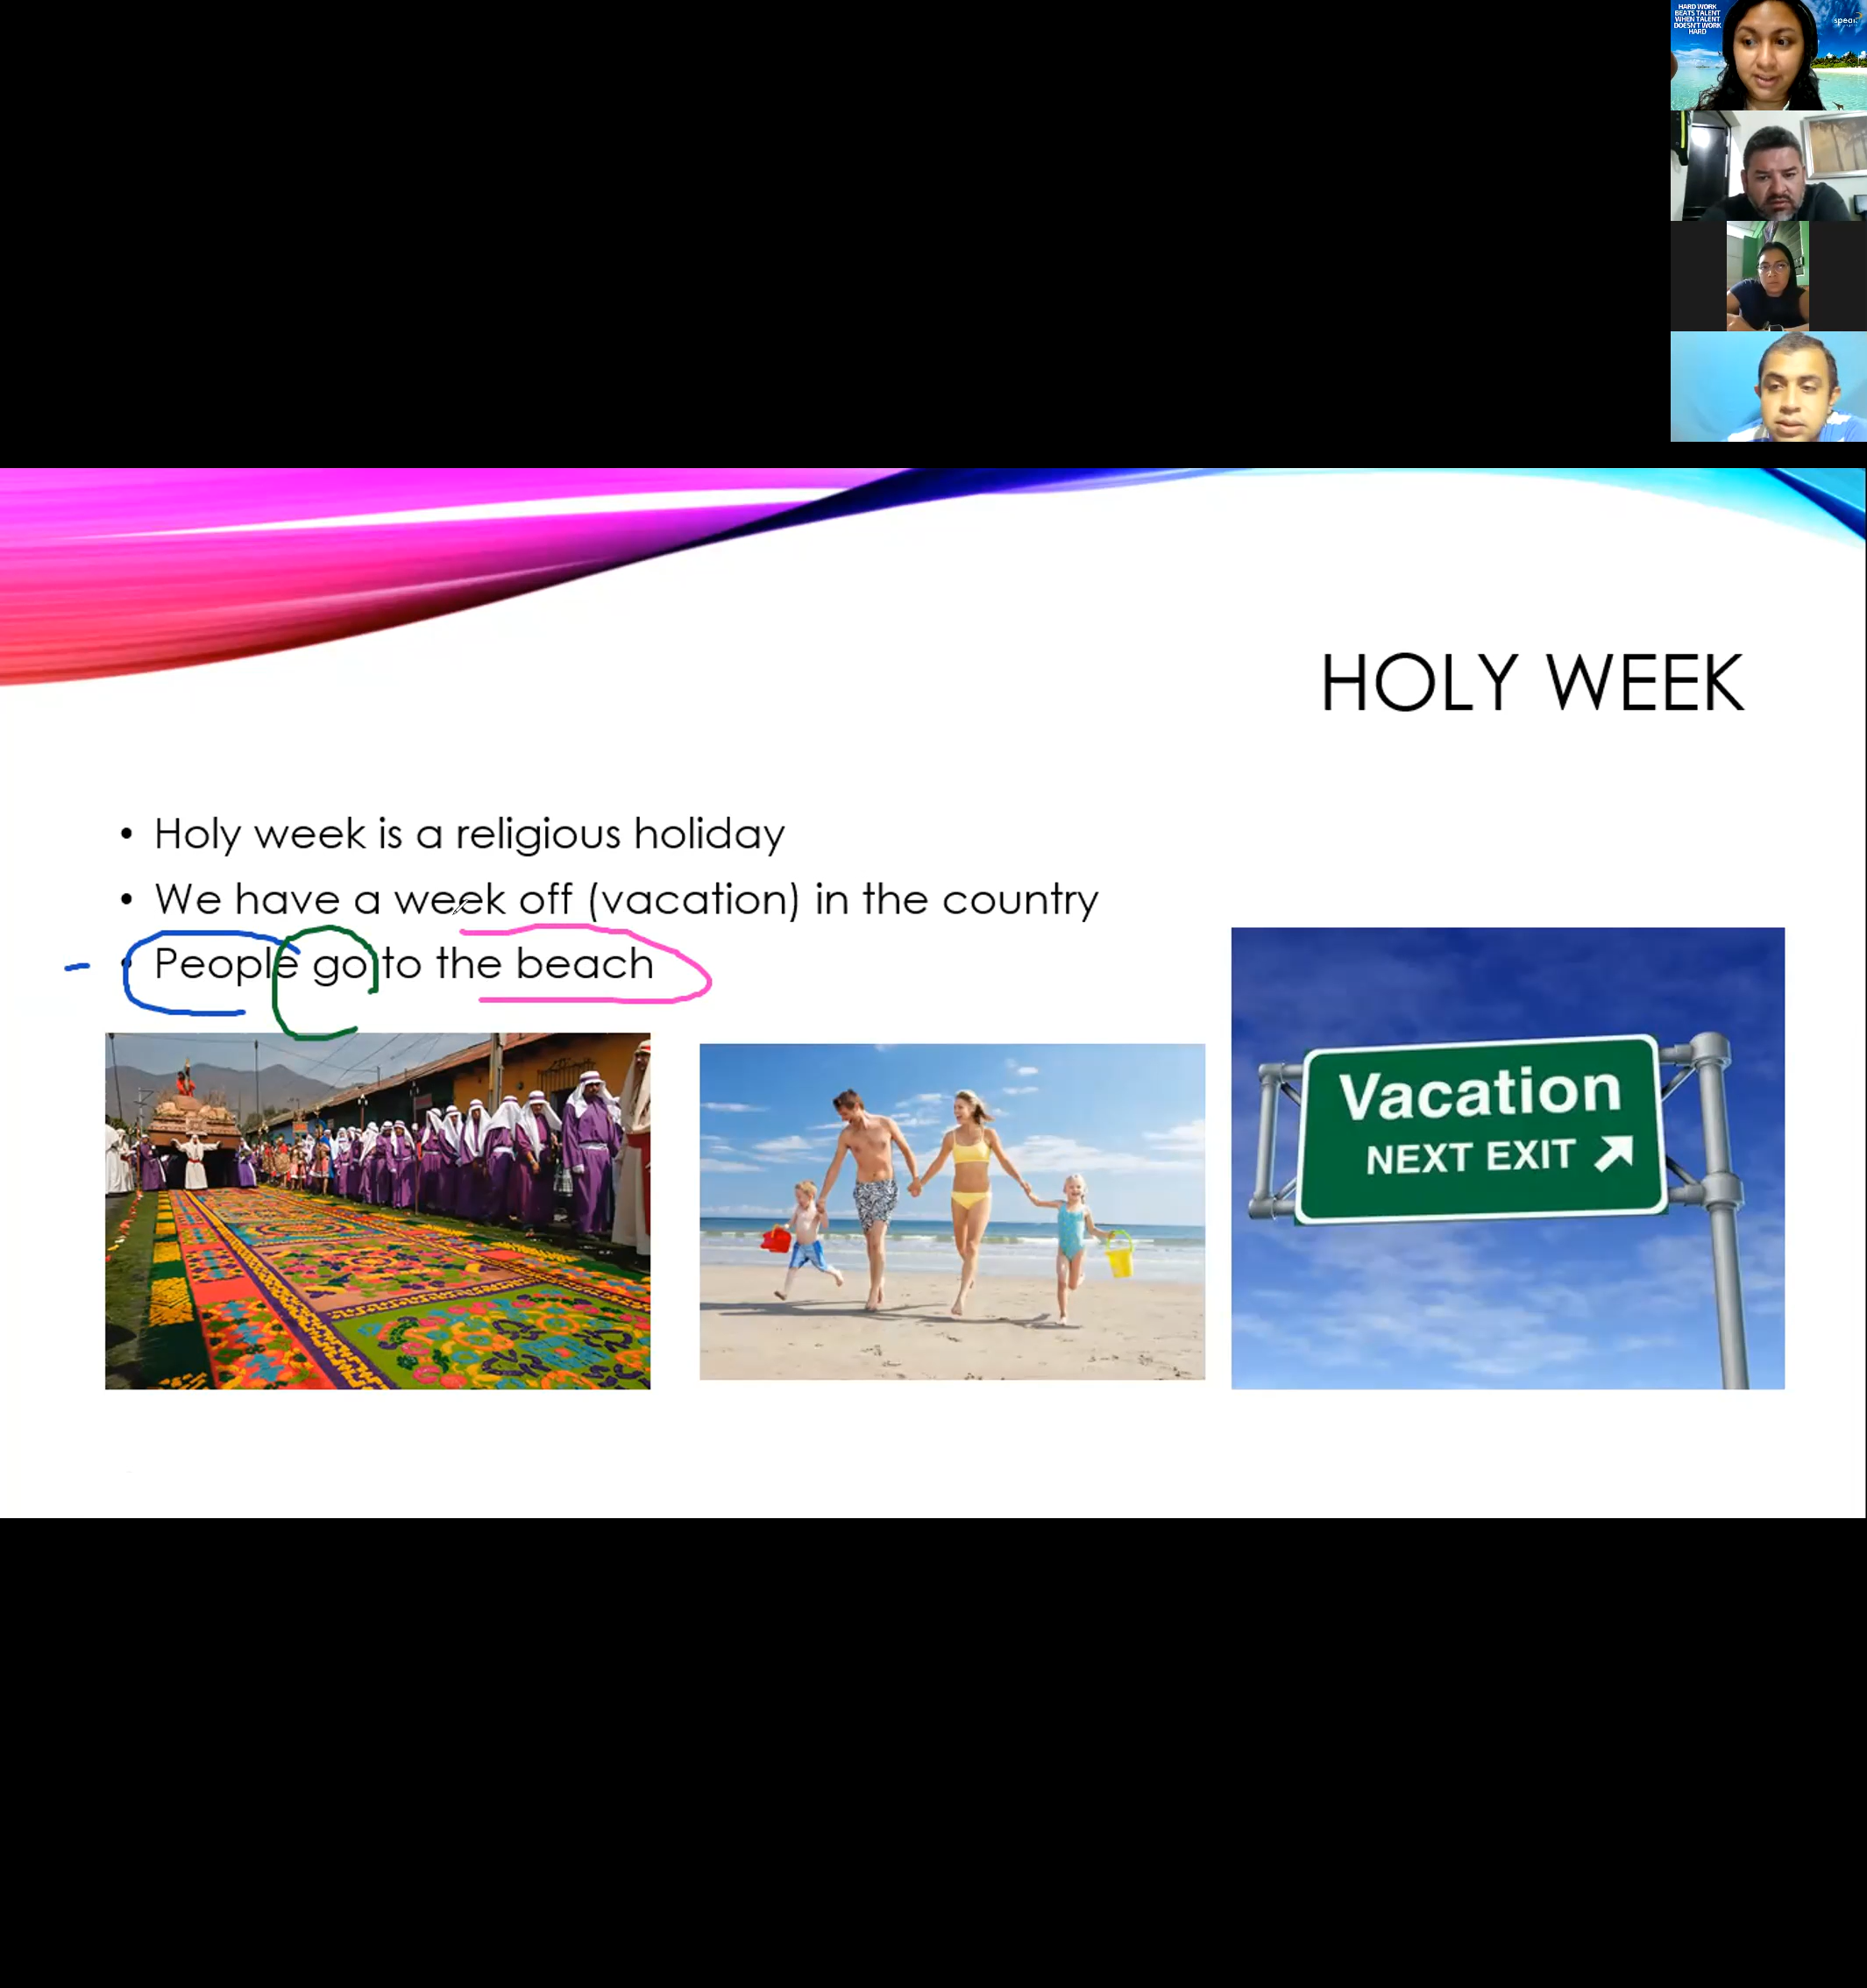 HARD WORK
BEATS TALENT
WHEN TALENT
DOESN'T WORK
HARD
HOLY WEEK
• Holy week is a religious holiday
• We have a week off (vacation) in the country
• People go to the beach
Vacation
NEXT EXIT